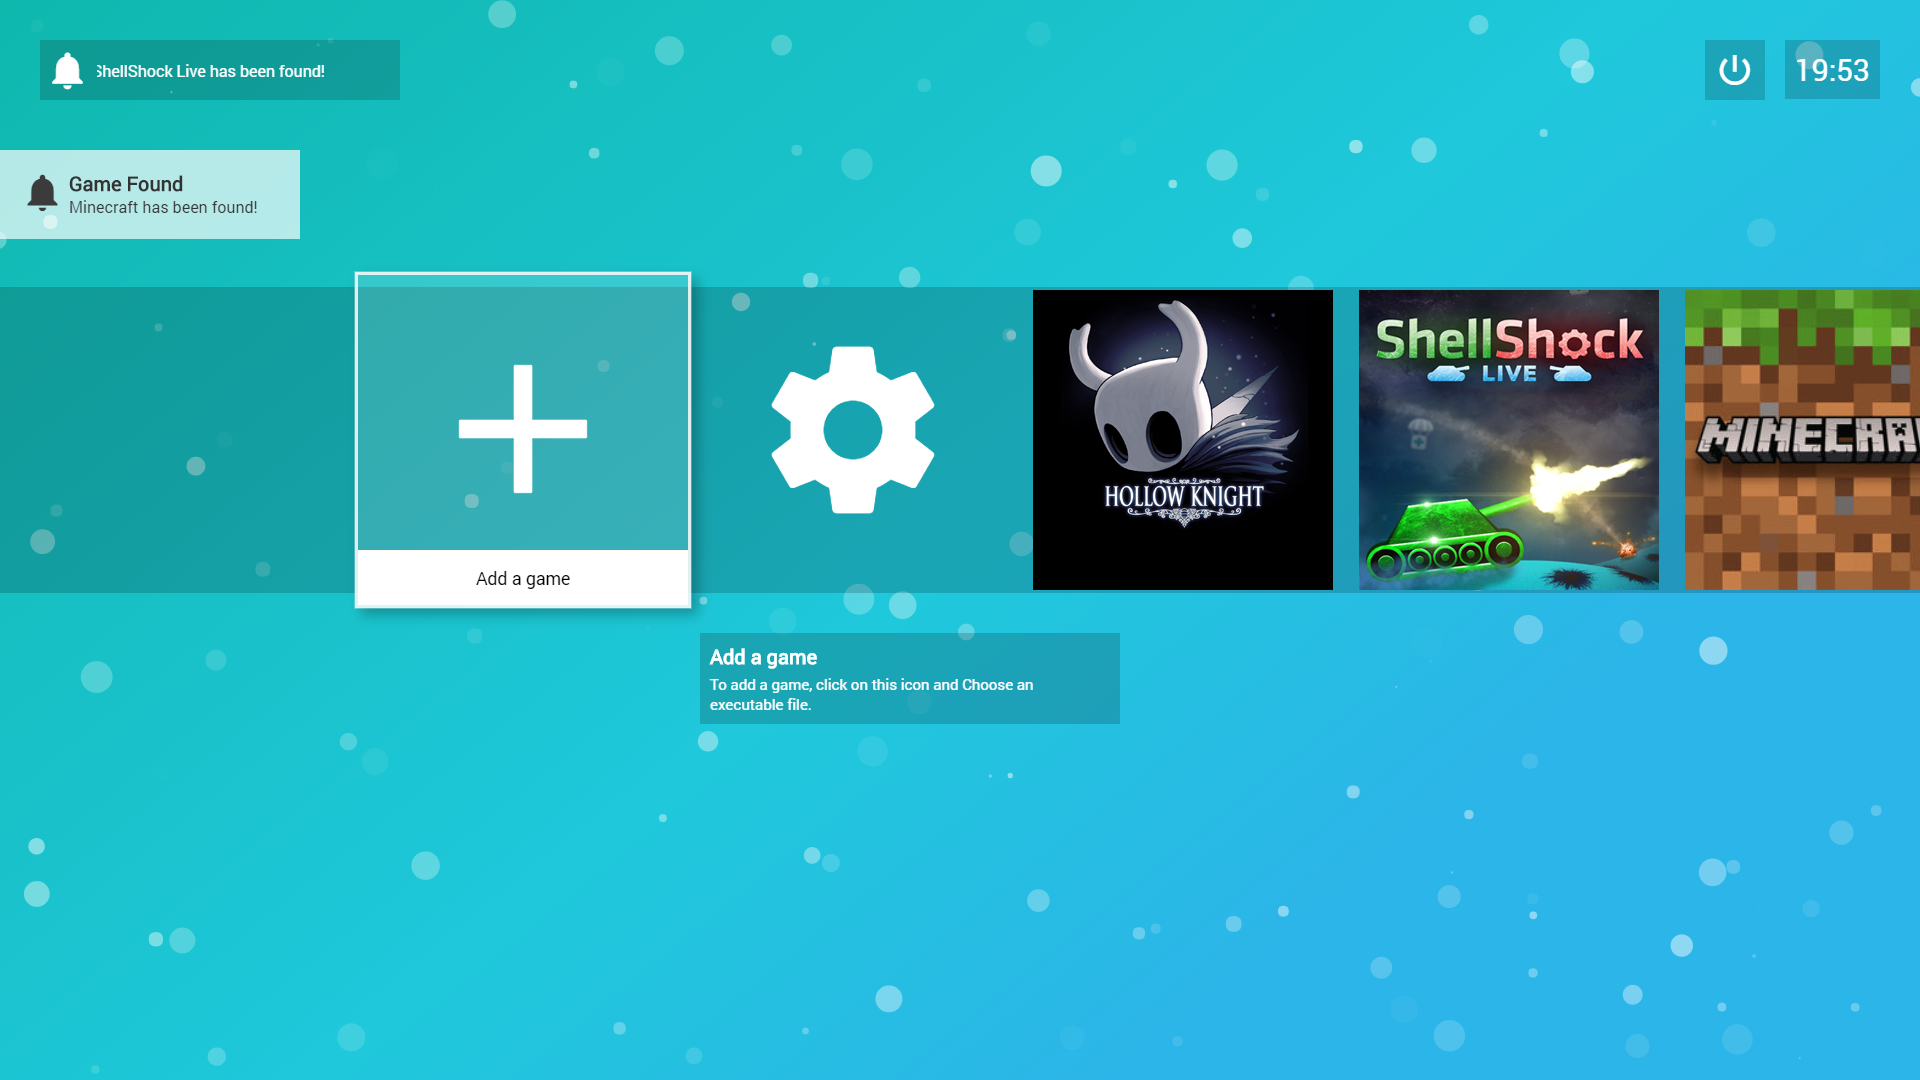 ShellShock Live has been found!
19:53
Game Found
Minecraft has been found!
HOLLOW KNIGHT
ShellShock
LIVE
MINECRA
Add a game
Add a game
To add a game, click on this icon and Choose an
executable file.